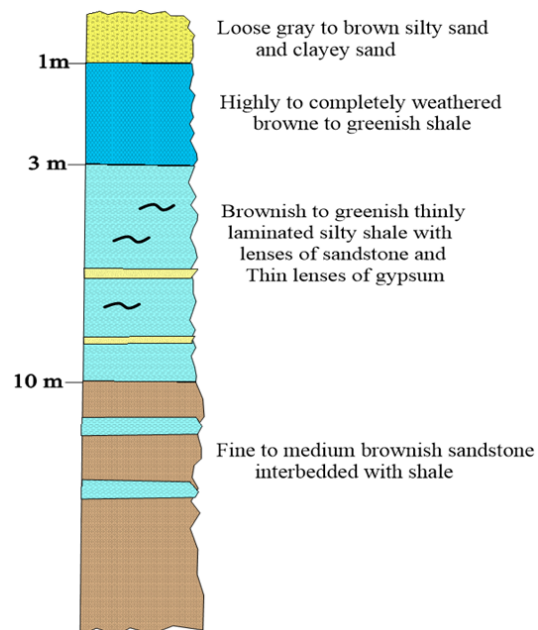 Loose gray to brown silty sand
and clayey sand
1m
Highly to completely weathered
browne to greenish shale
3 m
Brownish to greenish thinly
laminated silty shale with
lenses of sandstone and
Thin lenses of gypsum
10 m
Fine to medium brownish sandstone
interbedded with shale